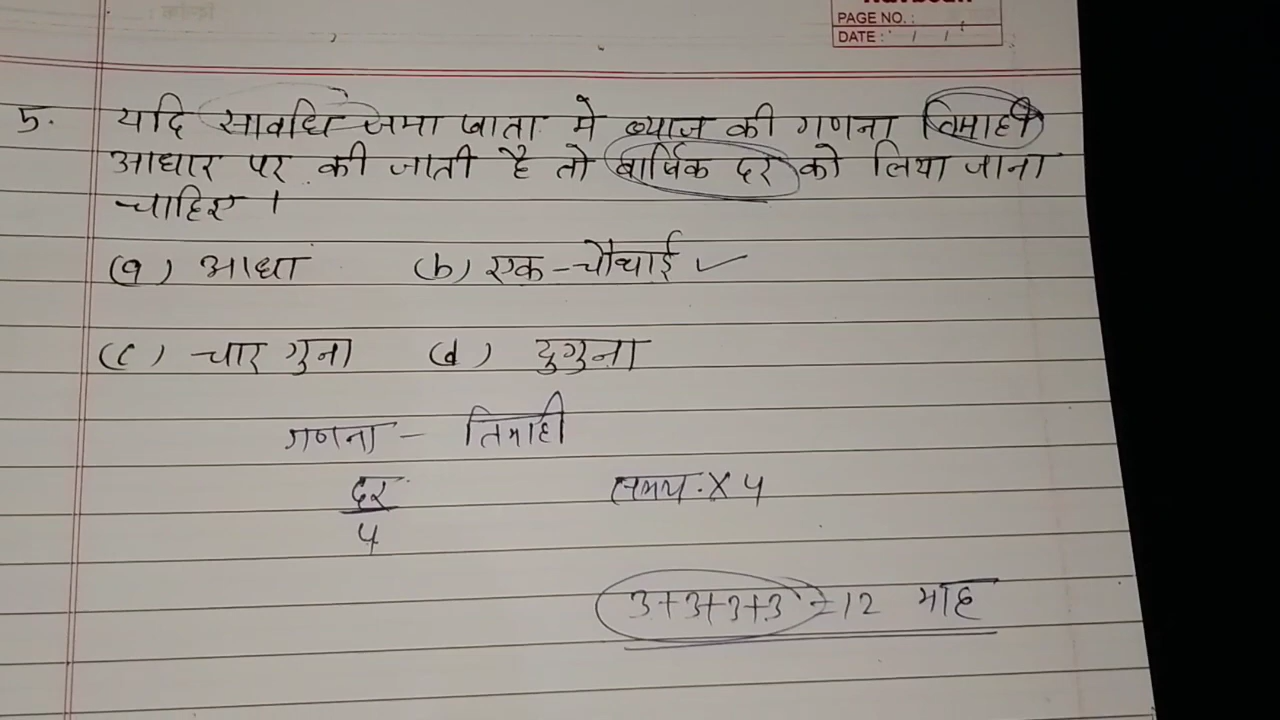 PAGE NO. :
DATE : / /
5. यदि सावधि जमा खाता मे ब्याज की गणना तिमाही
आधार पर की जाती है तो वार्षिक दर को लिया जाना
चाहिए ।
(a) आधा (b) एक-चौथाई ✓
(c) चार गुना (d) दुगुना
गणना - तिमाही
दर समय × 4
4
3+3+3+3 = 12 माह